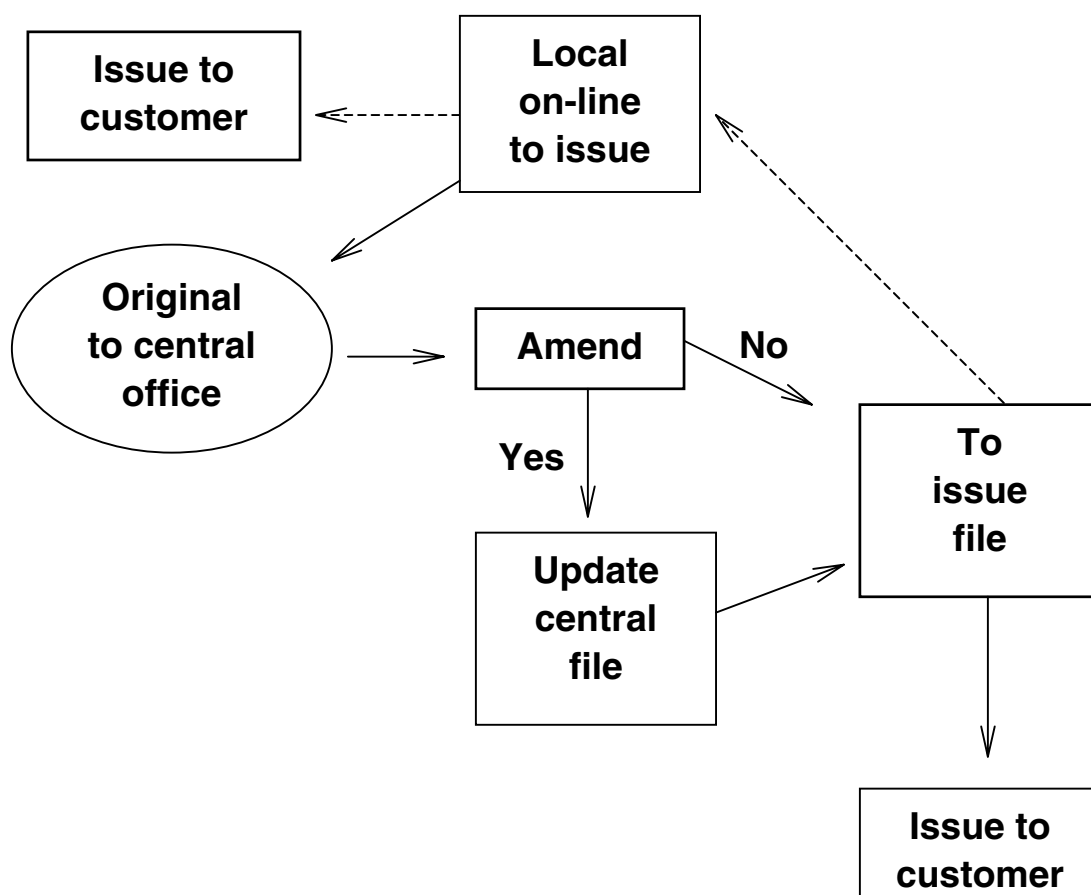 Issue to
customer
Local
on-line
to issue
Original
to central
office
Amend
No
Yes
To
issue
file
Update
central
file
Issue to
customer